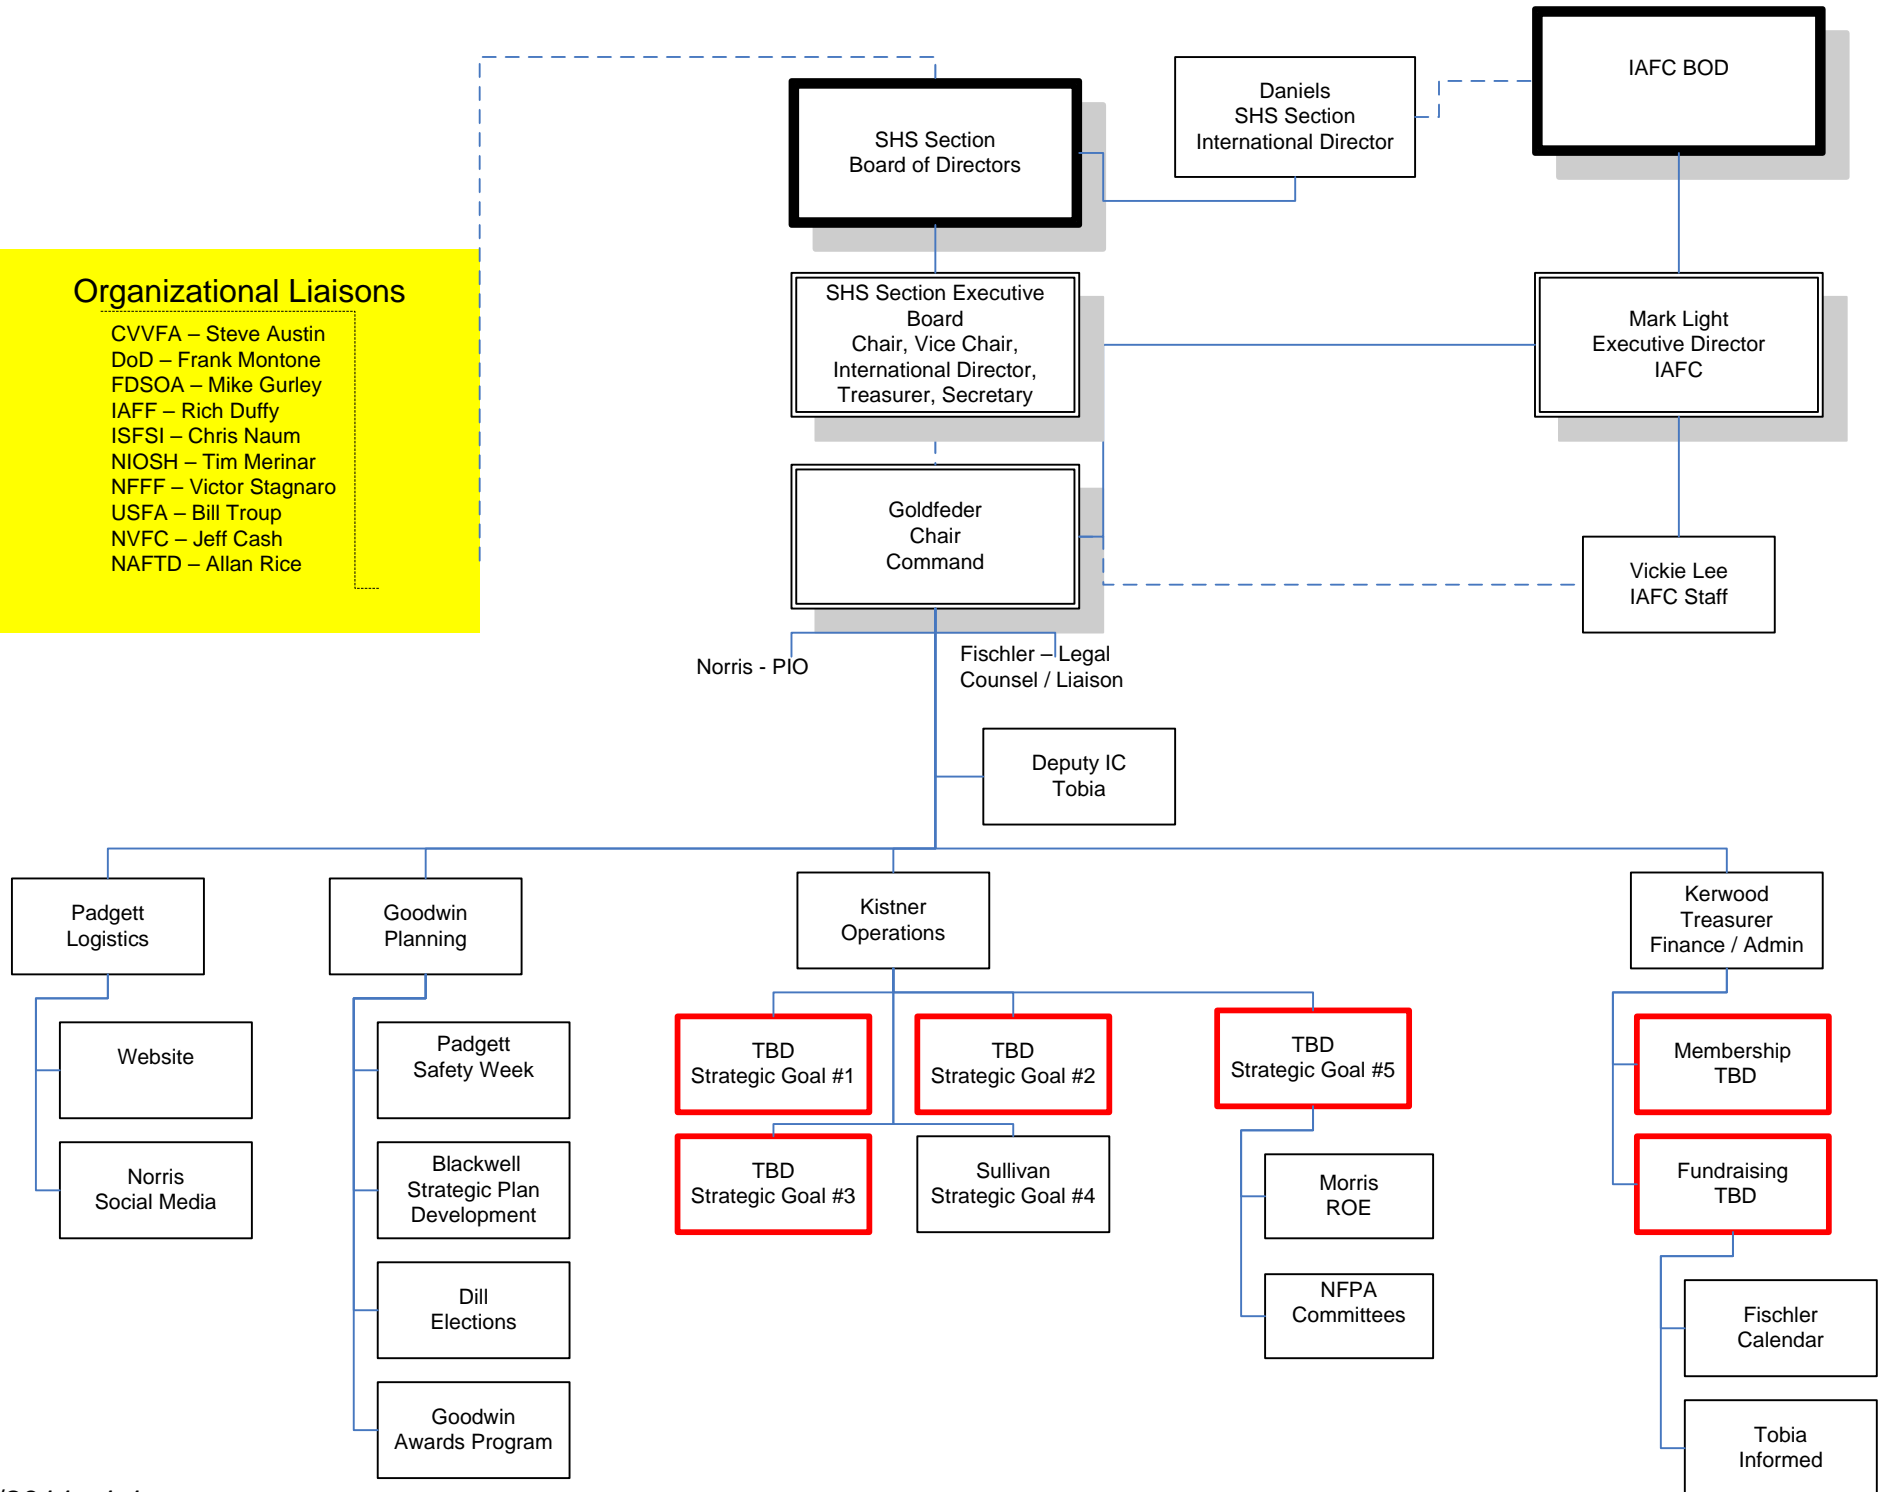 IAFC BOD
Daniels
SHS Section
International Director
SHS Section
Board of Directors
Organizational Liaisons
CVVFA – Steve Austin
DoD – Frank Montone
FDSOA – Mike Gurley
IAFF – Rich Duffy
ISFSI – Chris Naum
NIOSH – Tim Merinar
NFFF – Victor Stagnaro
USFA – Bill Troup
NVFC – Jeff Cash
NAFTD – Allan Rice
SHS Section Executive
Board
Chair, Vice Chair,
International Director,
Treasurer, Secretary
Mark Light
Executive Director
IAFC
Goldfeder
Chair
Command
Vickie Lee
IAFC Staff
Norris - PIO
Fischler – Legal
Counsel / Liaison
Deputy IC
Tobia
Padgett
Logistics
Goodwin
Planning
Kistner
Operations
Kerwood
Treasurer
Finance / Admin
Website
Norris
Social Media
Padgett
Safety Week
Blackwell
Strategic Plan
Development
Dill
Elections
Goodwin
Awards Program
TBD
Strategic Goal #1
TBD
Strategic Goal #2
TBD
Strategic Goal #5
TBD
Strategic Goal #3
Sullivan
Strategic Goal #4
Morris
ROE
NFPA
Committees
Membership
TBD
Fundraising
TBD
Fischler
Calendar
Tobia
Informed